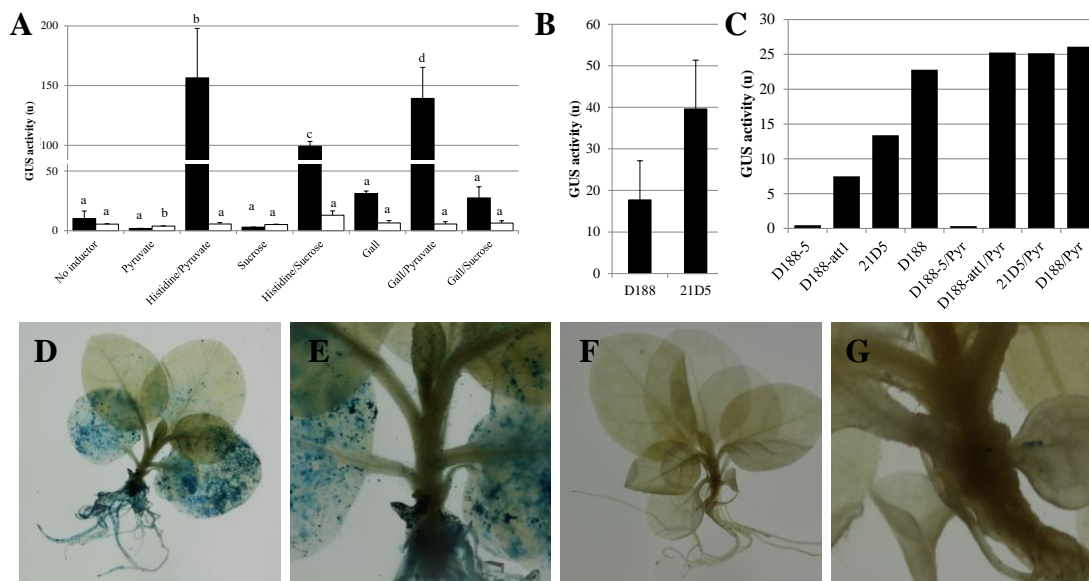 A
GUS activity (u)
200
150
100
50
0
b
d
c
a a
a b
a
a a
a
a a
a
a a
No inductor
Pyruvate
Histidine/Pyruvate
Sucrose
Histidine/Sucrose
Gall
Gall/Pyruvate
Gall/Sucrose
B
GUS activity (u)
60
50
40
30
20
10
0
D188 21D5
C
GUS activity (u)
30
25
20
15
10
5
0
D188-5
D188-att1
21D5
D188
D188-5/Pyr
D188-att1/Pyr
21D5/Pyr
D188/Pyr
D
E
F
G